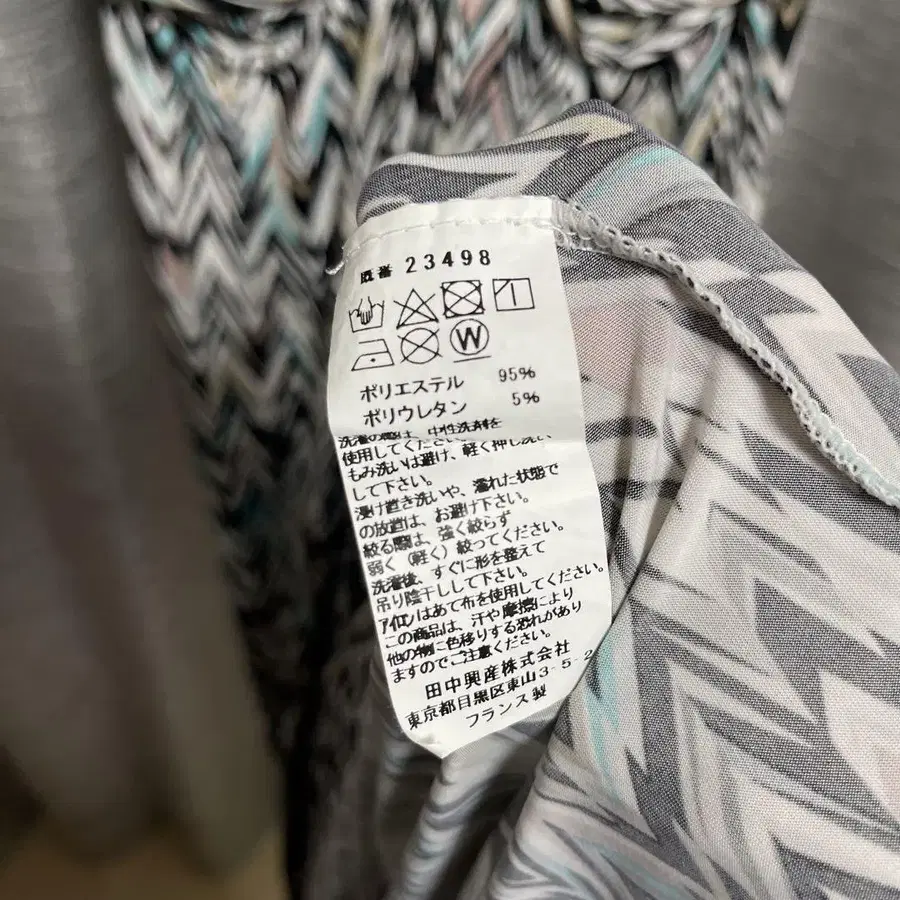 既番 23498
W
ポリエステル 95%
ポリウレタン 5%
洗濯の際は、中性洗剤を
使用してください。
もみ洗いは避け、軽く押し洗い
して下さい。
浸け置き洗いや、濡れた状態で
の放置は、お避け下さい。
絞る際は、強く絞らず
弱く（軽く）絞ってください。
洗濯後、すぐに形を整えて
吊り陰干しして下さい。
アイロンはあて布を使用してください。
この商品は、汗や摩擦により
他の物に色移りする恐れがあり
ますのでご注意ください。
田中興産株式会社
東京都目黒区東山3-5-2
フランス製